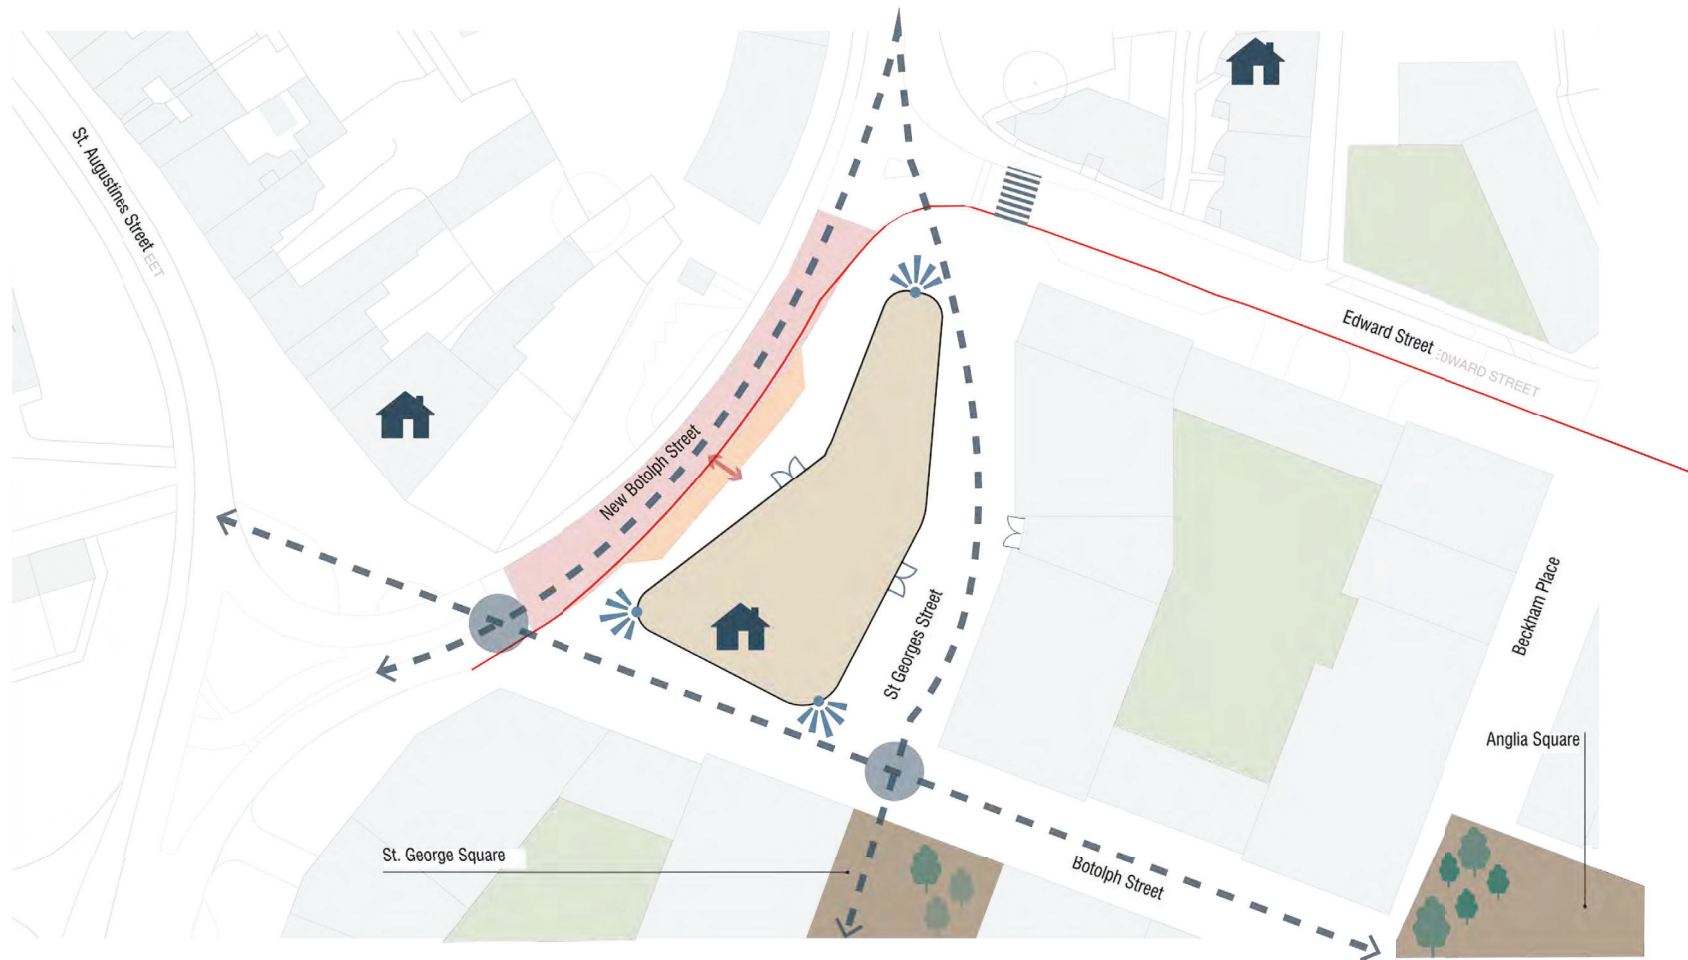 St. Augustines Street
EET
Edward Street
EDWARD STREET
New Botolph Street
St Georges Street
Beckham Place
Anglia Square
St. George Square
Botolph Street